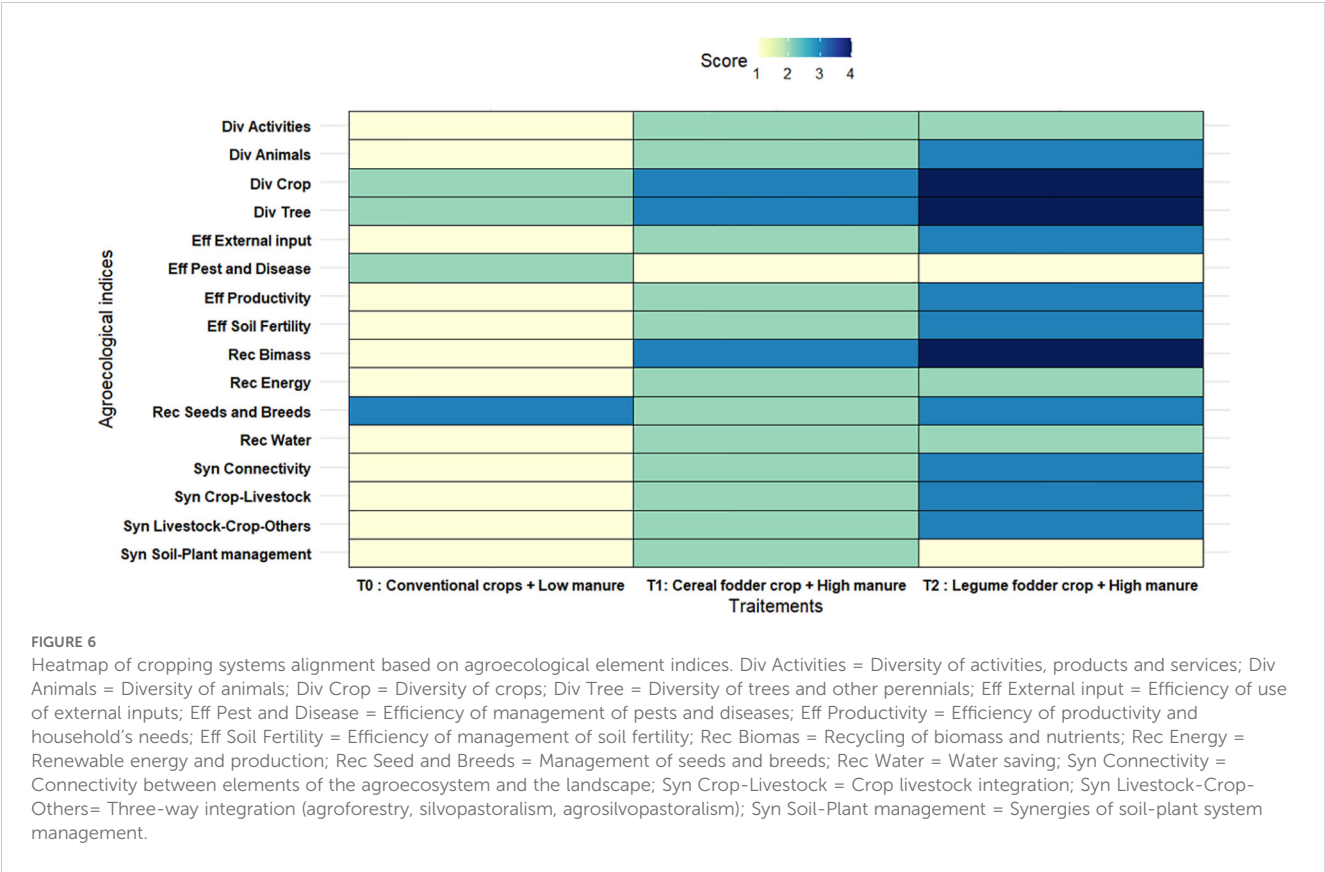 Score
1 2 3 4
Agroecological indices
Div Activities
Div Animals
Div Crop
Div Tree
Eff External input
Eff Pest and Disease
Eff Productivity
Eff Soil Fertility
Rec Bimass
Rec Energy
Rec Seeds and Breeds
Rec Water
Syn Connectivity
Syn Crop-Livestock
Syn Livestock-Crop-Others
Syn Soil-Plant management
T0 : Conventional crops + Low manure T1: Cereal fodder crop + High manure T2 : Legume fodder crop + High manure
Traitements
FIGURE 6
Heatmap of cropping systems alignment based on agroecological element indices. Div Activities = Diversity of activities, products and services; Div
Animals = Diversity of animals; Div Crop = Diversity of crops; Div Tree = Diversity of trees and other perennials; Eff External input = Efficiency of use
of external inputs; Eff Pest and Disease = Efficiency of management of pests and diseases; Eff Productivity = Efficiency of productivity and
household's needs; Eff Soil Fertility = Efficiency of management of soil fertility; Rec Biomas = Recycling of biomass and nutrients; Rec Energy =
Renewable energy and production; Rec Seed and Breeds = Management of seeds and breeds; Rec Water = Water saving; Syn Connectivity =
Connectivity between elements of the agroecosystem and the landscape; Syn Crop-Livestock = Crop livestock integration; Syn Livestock-Crop-
Others= Three-way integration (agroforestry, silvopastoralism, agrosilvopastoralism); Syn Soil-Plant management = Synergies of soil-plant system
management.